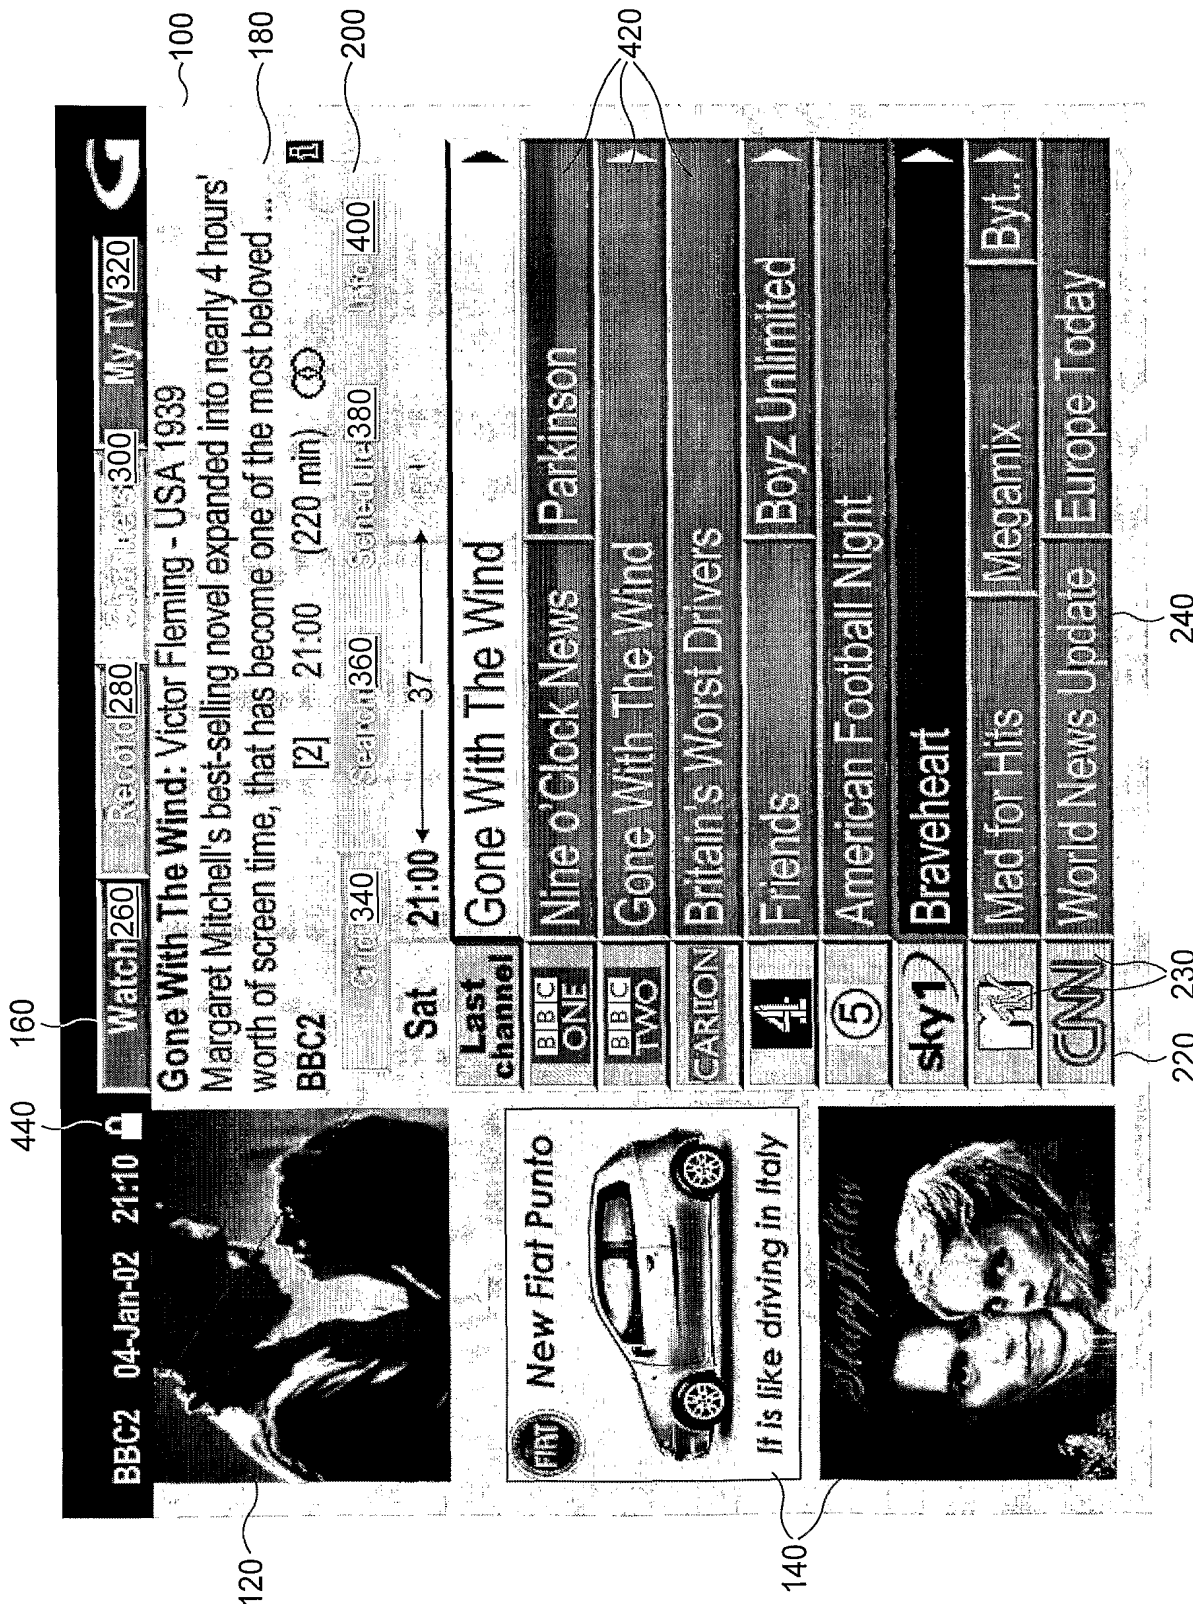 440
160
BBC2 04-Jan-02 21:10
Watch 260
Record 280
Channels 300
My TV 320
100
Gone With The Wind: Victor Fleming - USA 1939
Margaret Mitchell's best-selling novel expanded into nearly 4 hours'
worth of screen time, that has become one of the most beloved ...
180
BBC2 [2] 21:00 (220 min)
i
120
Grid 340
Search 360
Schedule 380
Info 400
200
Sat 21:00
37
Last channel
Gone With The Wind
BBC ONE
Nine o'Clock News
Parkinson
BBC TWO
Gone With The Wind
420
CARLTON
Britain's Worst Drivers
4
Friends
Boyz Unlimited
5
American Football Night
sky1
Braveheart
MTV
Mad for Hits
Megamix
Byt...
CNN
World News Update
Europe Today
FIAT
New Fiat Punto
It is like driving in Italy
Sleepy Hollow
140
220
230
240